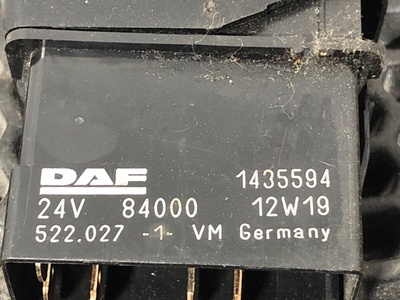 DAF 1435594
24V 84000 12W19
522.027 -1- VM Germany